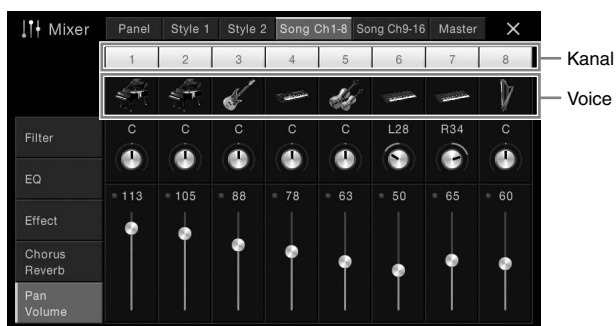 Mixer Panel Style 1 Style 2 Song Ch1-8 Song Ch9-16 Master ×
1 2 3 4 5 6 7 8 Kanal
Voice
Filter C C C C C L28 R34 C
EQ
113 105 88 78 63 50 65 60
Effect
Chorus
Reverb
Pan
Volume